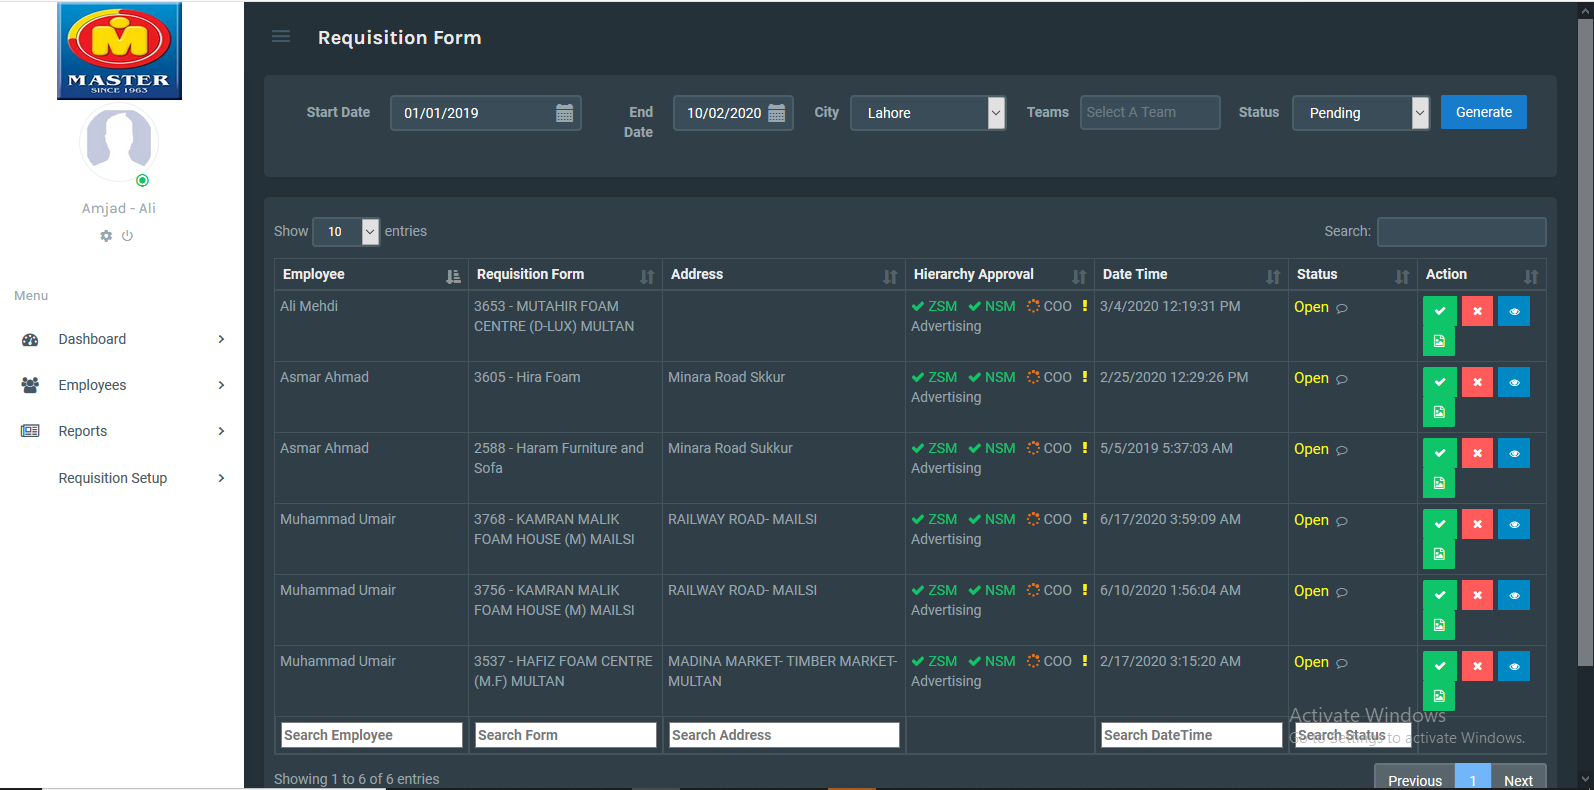 MASTER
SINCE 1963
Amjad - Ali
Menu
Dashboard
Employees
Reports
Requisition Setup
Requisition Form
Start Date 01/01/2019 End Date 10/02/2020 City Lahore Teams Select A Team Status Pending Generate
Show 10 entries Search:
Employee Requisition Form Address Hierarchy Approval Date Time Status Action
Ali Mehdi 3653 - MUTAHIR FOAM ZSM NSM COO 3/4/2020 12:19:31 PM Open
CENTRE (D-LUX) MULTAN Advertising
Asmar Ahmad 3605 - Hira Foam Minara Road Skkur ZSM NSM COO 2/25/2020 12:29:26 PM Open
Advertising
Asmar Ahmad 2588 - Haram Furniture and Minara Road Sukkur ZSM NSM COO 5/5/2019 5:37:03 AM Open
Sofa Advertising
Muhammad Umair 3768 - KAMRAN MALIK RAILWAY ROAD- MAILSI ZSM NSM COO 6/17/2020 3:59:09 AM Open
FOAM HOUSE (M) MAILSI Advertising
Muhammad Umair 3756 - KAMRAN MALIK RAILWAY ROAD- MAILSI ZSM NSM COO 6/10/2020 1:56:04 AM Open
FOAM HOUSE (M) MAILSI Advertising
Muhammad Umair 3537 - HAFIZ FOAM CENTRE MADINA MARKET- TIMBER MARKET- ZSM NSM COO 2/17/2020 3:15:20 AM Open
(M.F) MULTAN MULTAN Advertising
Activate Windows
Search Employee Search Form Search Address Search DateTime Search Status
Go to Settings to activate Windows.
Showing 1 to 6 of 6 entries Previous 1 Next